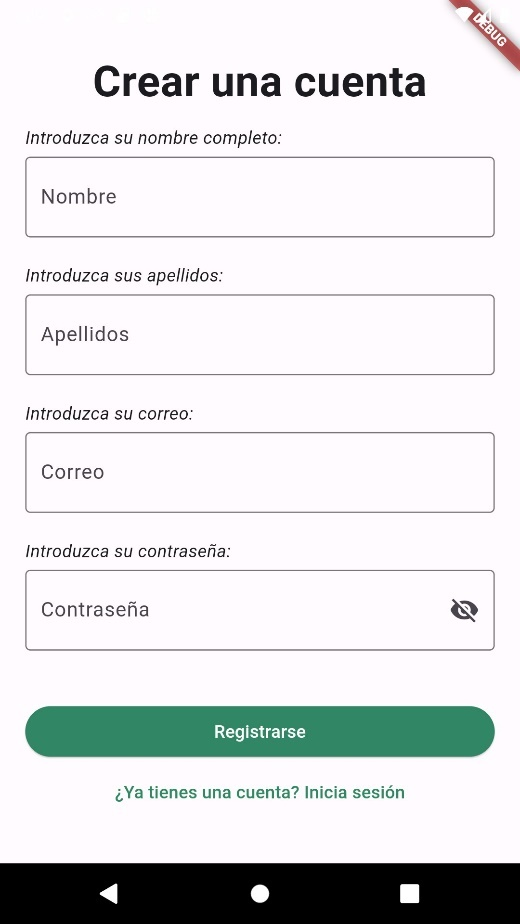 DEBUG
Crear una cuenta
Introduzca su nombre completo:
Nombre
Introduzca sus apellidos:
Apellidos
Introduzca su correo:
Correo
Introduzca su contraseña:
Contraseña
Registrarse
¿Ya tienes una cuenta? Inicia sesión